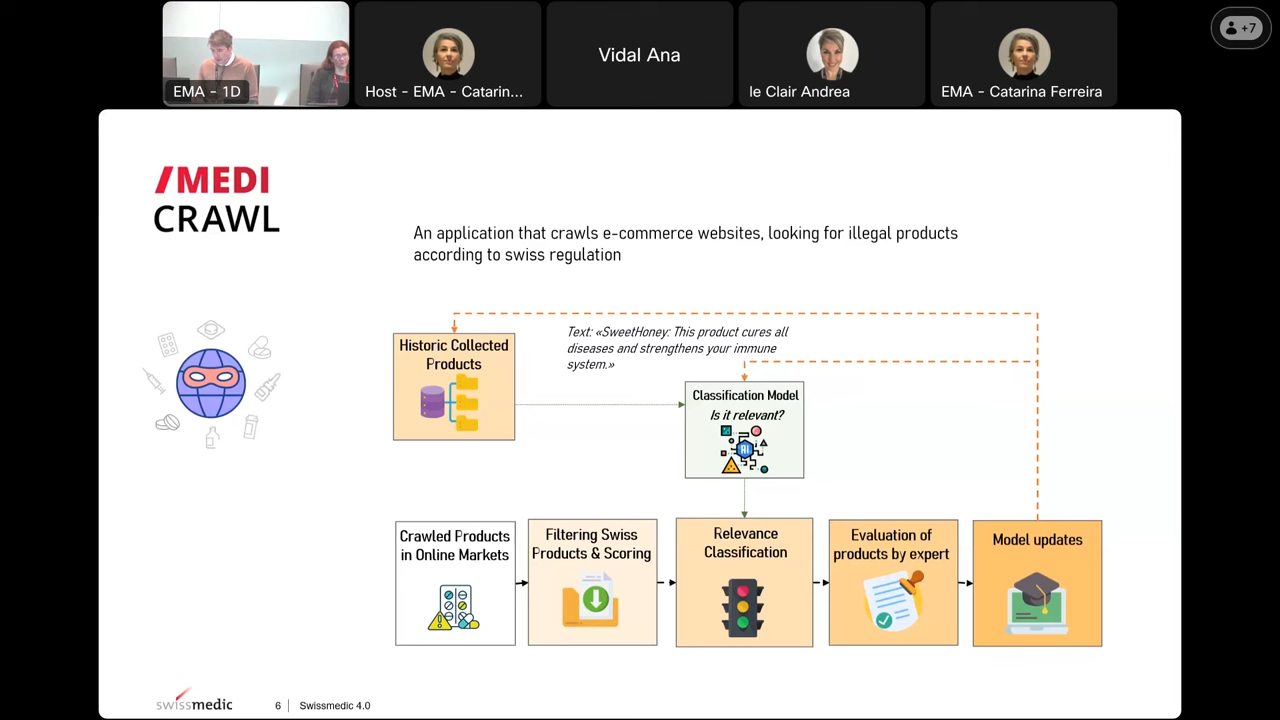 EMA - 1D
Host - EMA - Catarin...
Vidal Ana
le Clair Andrea
EMA - Catarina Ferreira
+7
/MEDI
CRAWL
An application that crawls e-commerce websites, looking for illegal products
according to swiss regulation
Historic Collected
Products
Text: «SweetHoney: This product cures all
diseases and strengthens your immune
system.»
Classification Model
Is it relevant?
AI
Crawled Products
in Online Markets
Filtering Swiss
Products & Scoring
Relevance
Classification
Evaluation of
products by expert
Model updates
swissmedic
6
Swissmedic 4.0